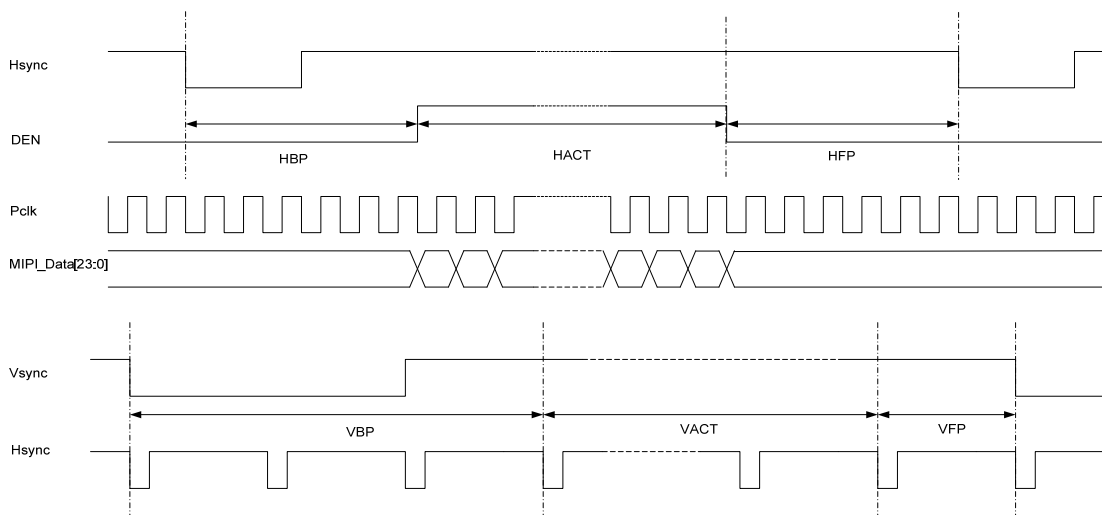 Hsync
DEN
HBP
HACT
HFP
Pclk
MIPI_Data[23:0]
Vsync
VBP
VACT
VFP
Hsync